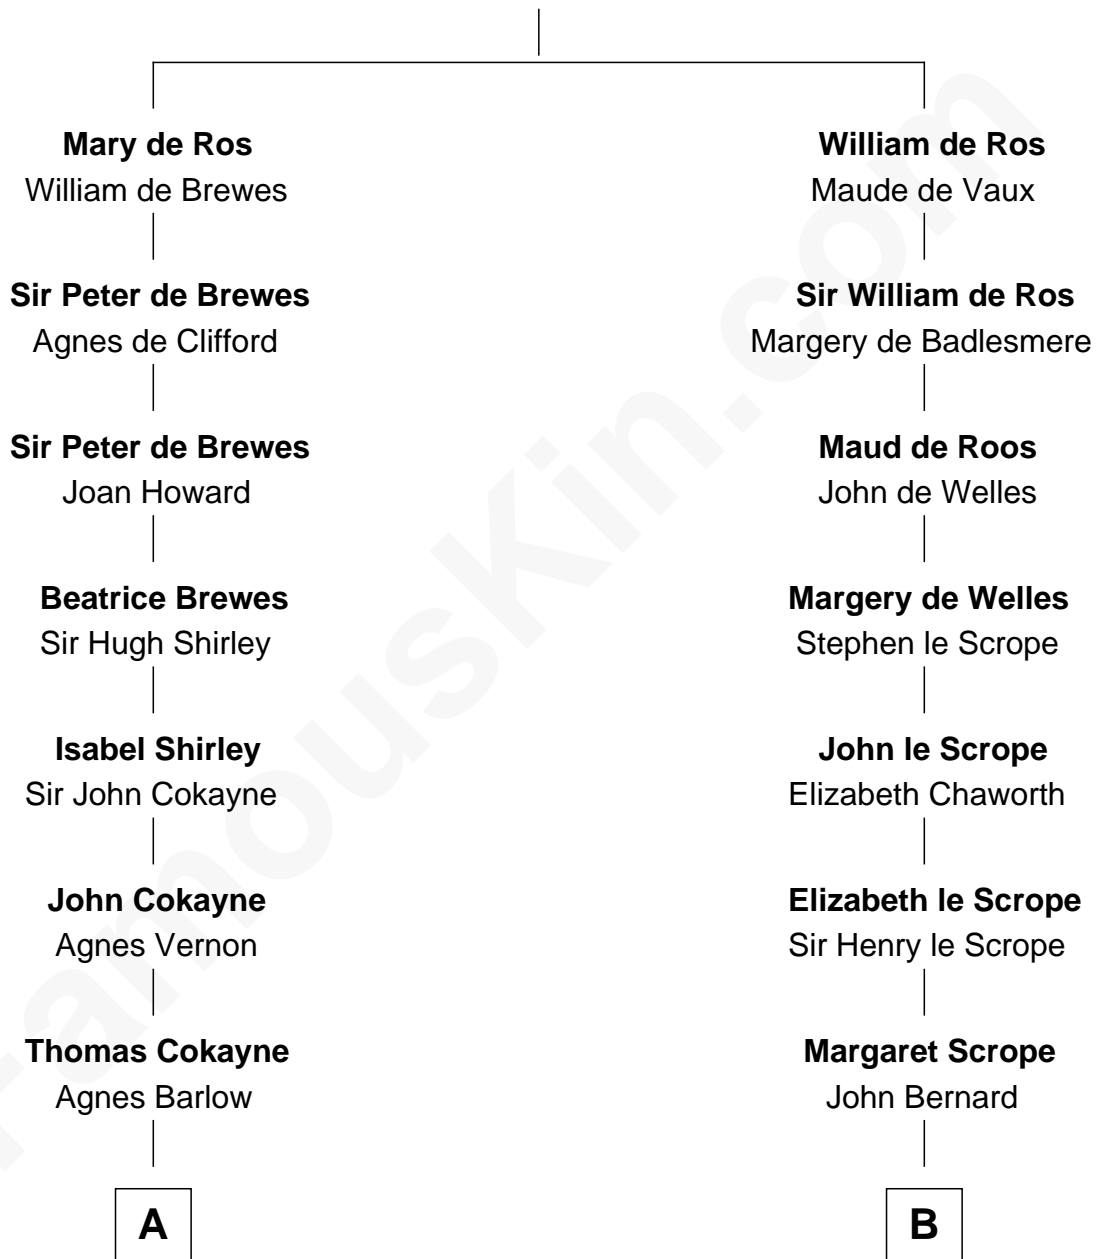 Mary de Ros
William de Brewes
Sir Peter de Brewes
Agnes de Clifford
Sir Peter de Brewes
Joan Howard
Beatrice Brewes
Sir Hugh Shirley
Isabel Shirley
Sir John Cokayne
John Cokayne
Agnes Vernon
Thomas Cokayne
Agnes Barlow
A
William de Ros
Maude de Vaux
Sir William de Ros
Margery de Badlesmere
Maud de Roos
John de Welles
Margery de Welles
Stephen le Scrope
John le Scrope
Elizabeth Chaworth
Elizabeth le Scrope
Sir Henry le Scrope
Margaret Scrope
John Bernard
B
FamousKin.com